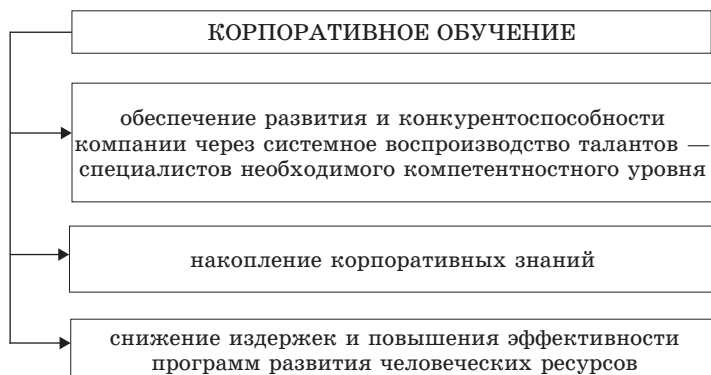 КОРПОРАТИВНОЕ ОБУЧЕНИЕ
обеспечение развития и конкурентоспособности
компании через системное воспроизводство талантов —
специалистов необходимого компетентностного уровня
накопление корпоративных знаний
снижение издержек и повышения эффективности
программ развития человеческих ресурсов